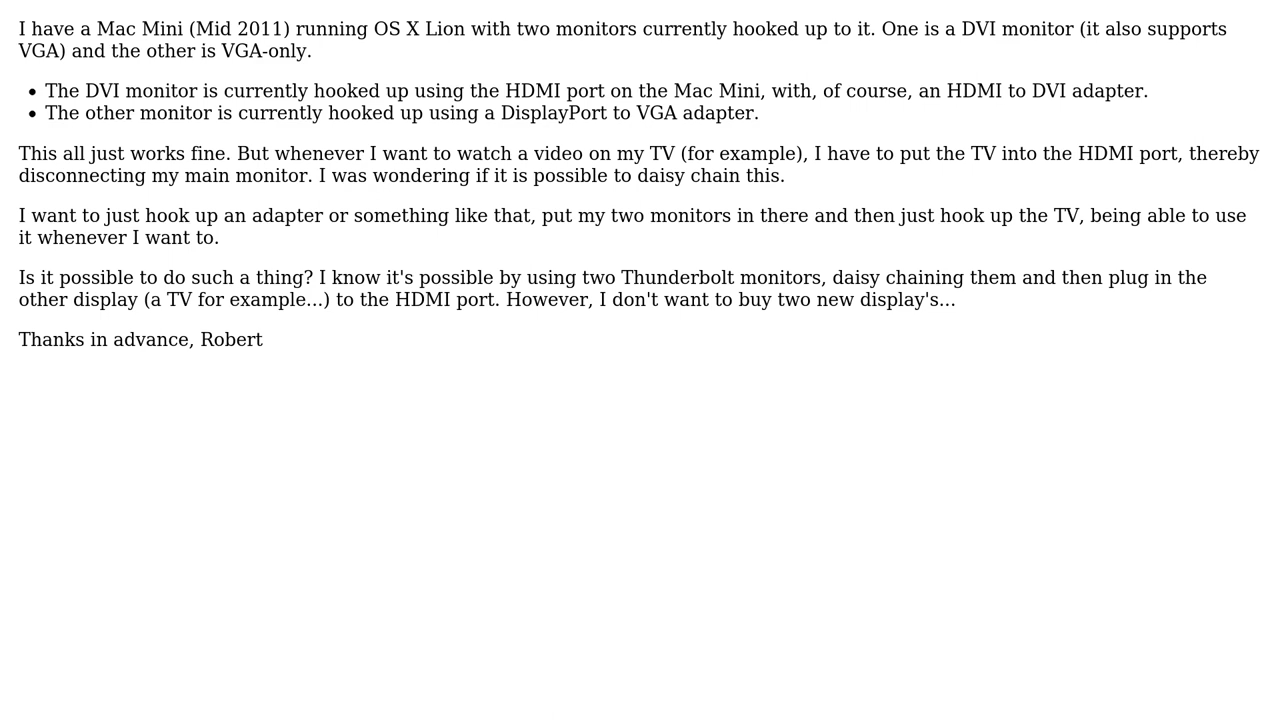 I have a Mac Mini (Mid 2011) running OS X Lion with two monitors currently hooked up to it. One is a DVI monitor (it also supports
VGA) and the other is VGA-only.
• The DVI monitor is currently hooked up using the HDMI port on the Mac Mini, with, of course, an HDMI to DVI adapter.
• The other monitor is currently hooked up using a DisplayPort to VGA adapter.
This all just works fine. But whenever I want to watch a video on my TV (for example), I have to put the TV into the HDMI port, thereby
disconnecting my main monitor. I was wondering if it is possible to daisy chain this.
I want to just hook up an adapter or something like that, put my two monitors in there and then just hook up the TV, being able to use
it whenever I want to.
Is it possible to do such a thing? I know it's possible by using two Thunderbolt monitors, daisy chaining them and then plug in the
other display (a TV for example...) to the HDMI port. However, I don't want to buy two new display's...
Thanks in advance, Robert